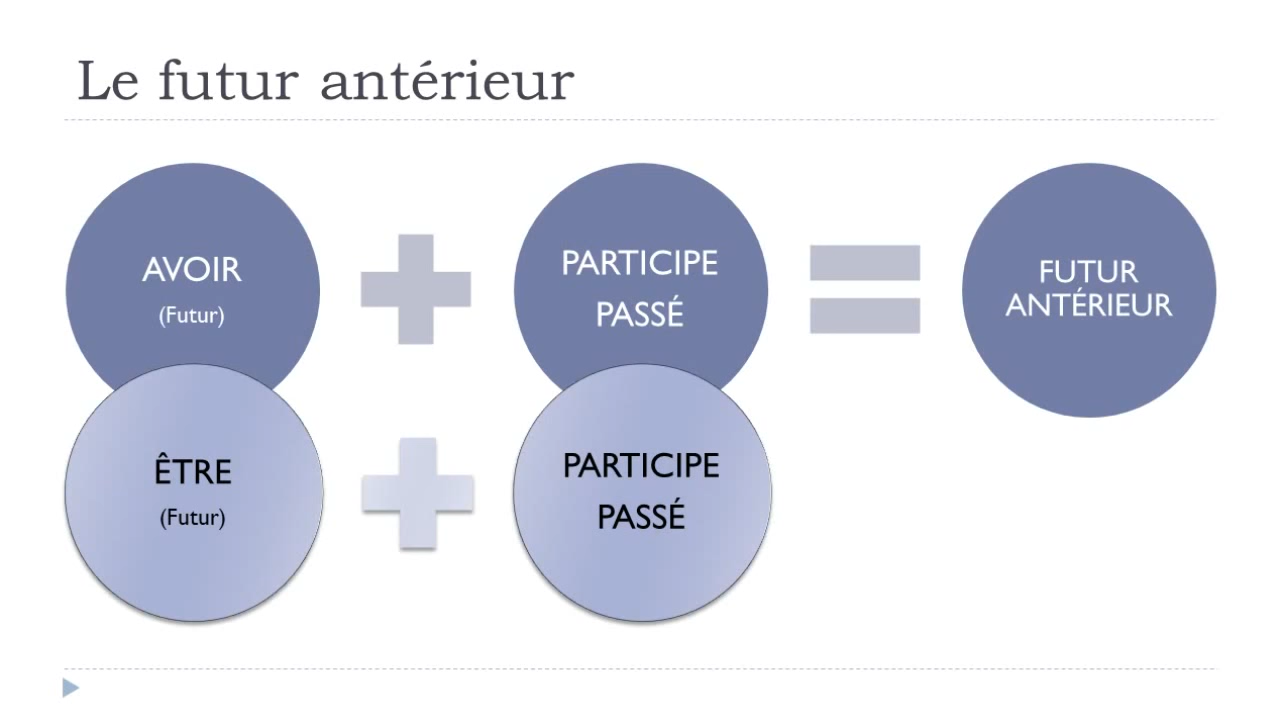 Le futur antérieur
AVOIR
(Futur)
PARTICIPE
PASSÉ
FUTUR
ANTÉRIEUR
ÊTRE
(Futur)
PARTICIPE
PASSÉ